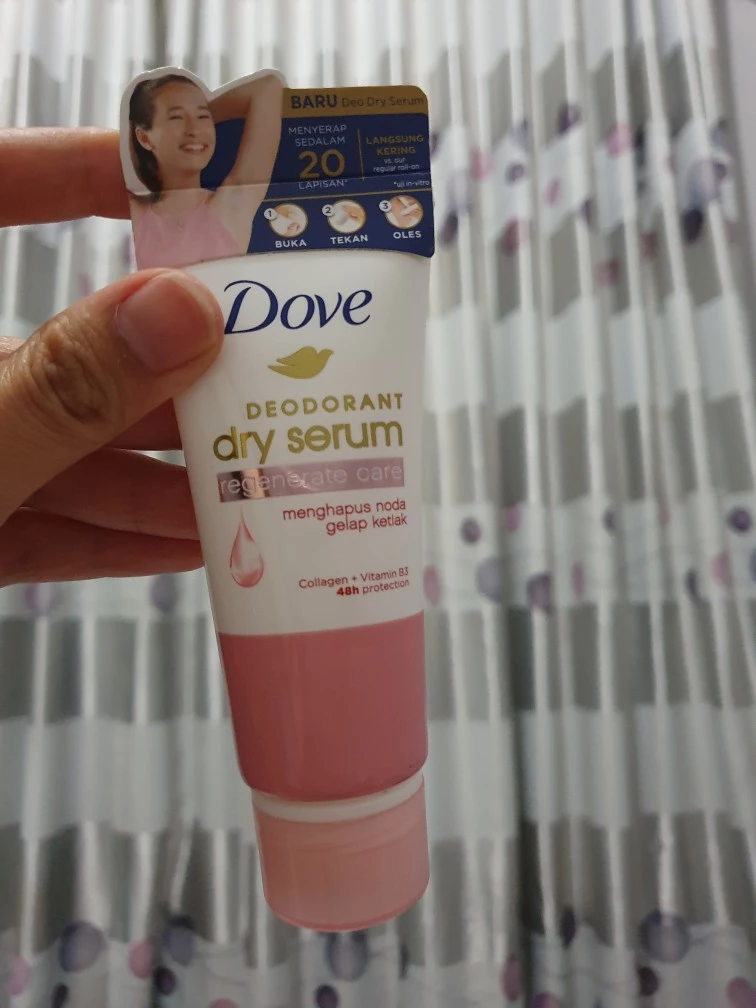 BARU Deo Dry Serum
MENYERAP
SEDALAM
20
LAPISAN*
LANGSUNG
KERING
vs. our
regular roll-on
*uji in-vitro
1
2
3
BUKA
TEKAN
OLES
Dove
DEODORANT
dry serum
regenerate care
menghapus noda
gelap ketiak
Collagen + Vitamin B3
48h protection